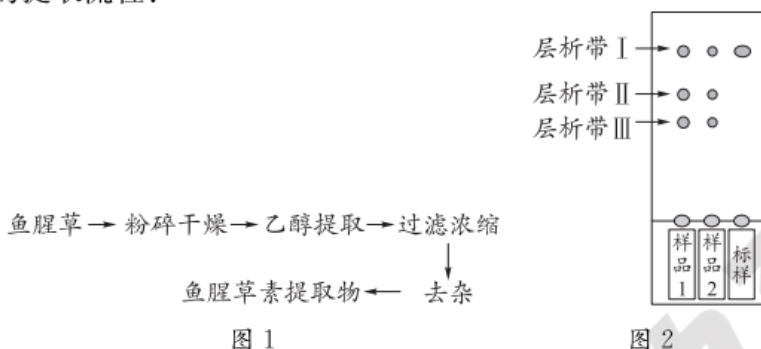 层析带Ⅰ
层析带Ⅱ
层析带Ⅲ
鱼腥草→粉碎干燥→乙醇提取→过滤浓缩
鱼腥草素提取物←去杂
样品1
样品2
标样
图 1
图 2